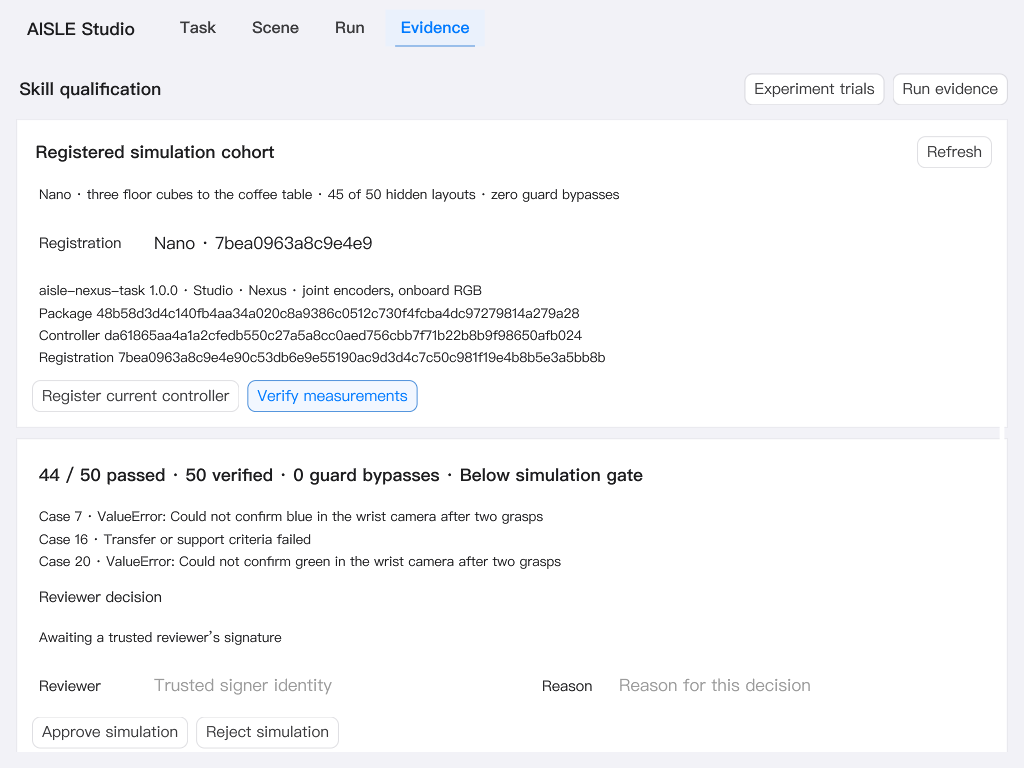 AISLE Studio
Task
Scene
Run
Evidence
Skill qualification
Experiment trials
Run evidence
Registered simulation cohort
Refresh
Nano · three floor cubes to the coffee table · 45 of 50 hidden layouts · zero guard bypasses
Registration
Nano · 7bea0963a8c9e4e9
aisle-nexus-task 1.0.0 · Studio · Nexus · joint encoders, onboard RGB
Package 48b58d3d4c140fb4aa34a020c8a9386c0512c730f4fcba4dc97279814a279a28
Controller da61865aa4a1a2cfedb550c27a5a8cc0aed756cbb7f71b22b8b9f98650afb024
Registration 7bea0963a8c9e4e90c53db6e9e55190ac9d3d4c7c50c981f19e4b8b5e3a5bb8b
Register current controller
Verify measurements
44 / 50 passed · 50 verified · 0 guard bypasses · Below simulation gate
Case 7 · ValueError: Could not confirm blue in the wrist camera after two grasps
Case 16 · Transfer or support criteria failed
Case 20 · ValueError: Could not confirm green in the wrist camera after two grasps
Reviewer decision
Awaiting a trusted reviewer's signature
Reviewer
Trusted signer identity
Reason
Reason for this decision
Approve simulation
Reject simulation